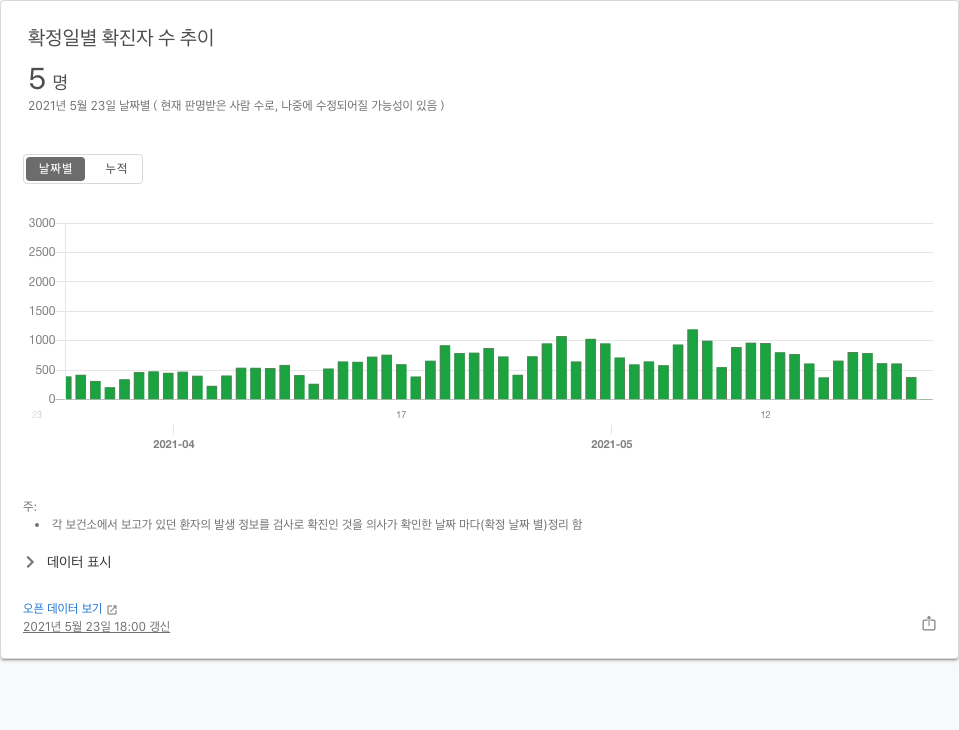 확정일별 확진자 수 추이
5 명
2021년 5월 23일 날짜별 ( 현재 판명받은 사람 수로, 나중에 수정되어질 가능성이 있음 )
날짜별 누적
3000
2500
2000
1500
1000
500
0
23 17 12
2021-04 2021-05
주:
• 각 보건소에서 보고가 있던 환자의 발생 정보를 검사로 확진인 것을 의사가 확인한 날짜 마다(확정 날짜 별)정리 함
데이터 표시
오픈 데이터 보기
2021년 5월 23일 18:00 갱신